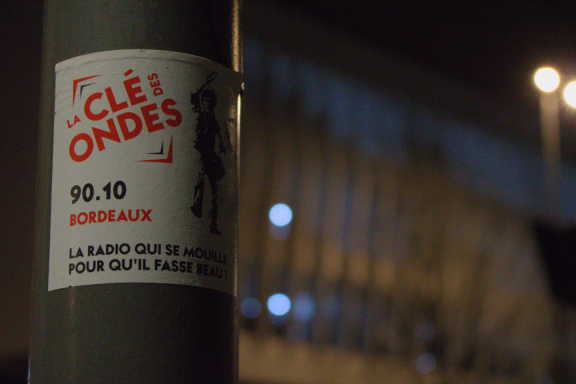 LA CLÉ DES
ONDES
90.10
BORDEAUX
LA RADIO QUI SE MOUILLE
POUR QU'IL FASSE BEAU !